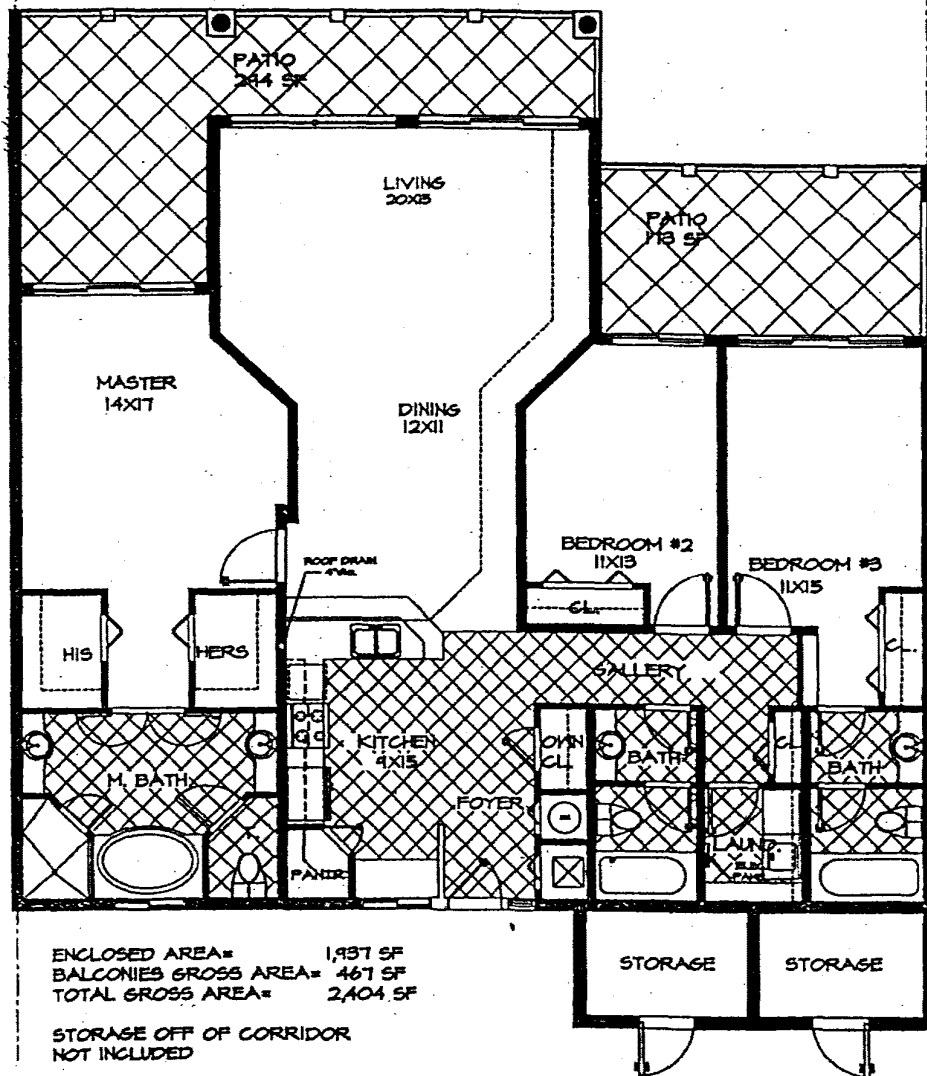 PATIO
294 SF
LIVING
20X15
PATIO
173 SF
MASTER
14X17
DINING
12X11
ROOF DRAIN
BEDROOM #2
11X13
BEDROOM #3
11X15
CL.
HIS
HERS
GALLERY
CL.
KITCHEN
9X15
OWN
CL.
BATH
CL.
BATH
M. BATH
FOYER
LAUND.
PANTR
ENCLOSED AREA= 1,937 SF
BALCONIES GROSS AREA= 467 SF
TOTAL GROSS AREA= 2,404 SF
STORAGE OFF OF CORRIDOR
NOT INCLUDED
STORAGE
STORAGE